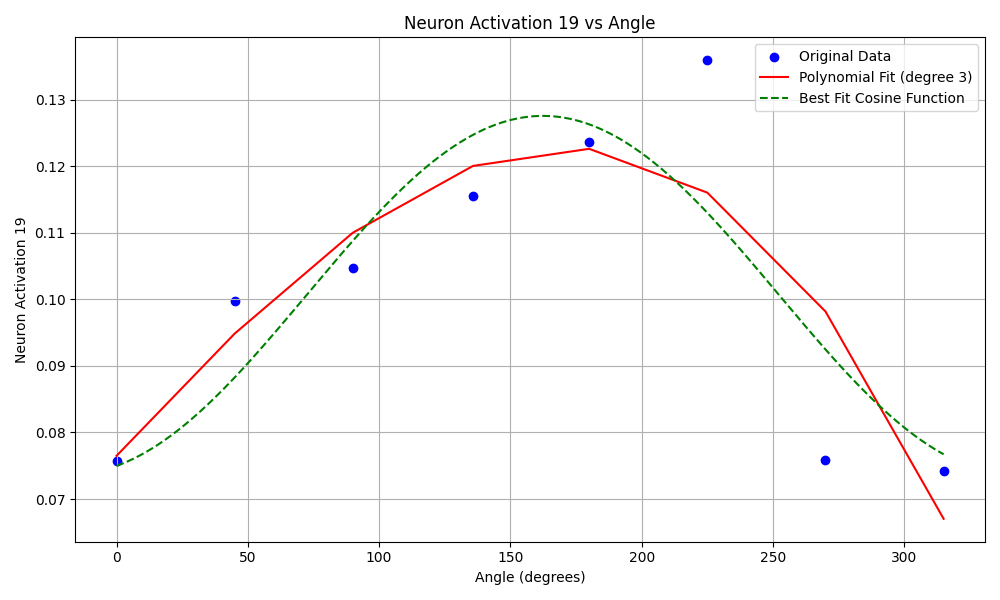 Neuron Activation 19 vs Angle
Original Data
Polynomial Fit (degree 3)
Best Fit Cosine Function
Neuron Activation 19
0.13
0.12
0.11
0.10
0.09
0.08
0.07
0
50
100
150
200
250
300
Angle (degrees)